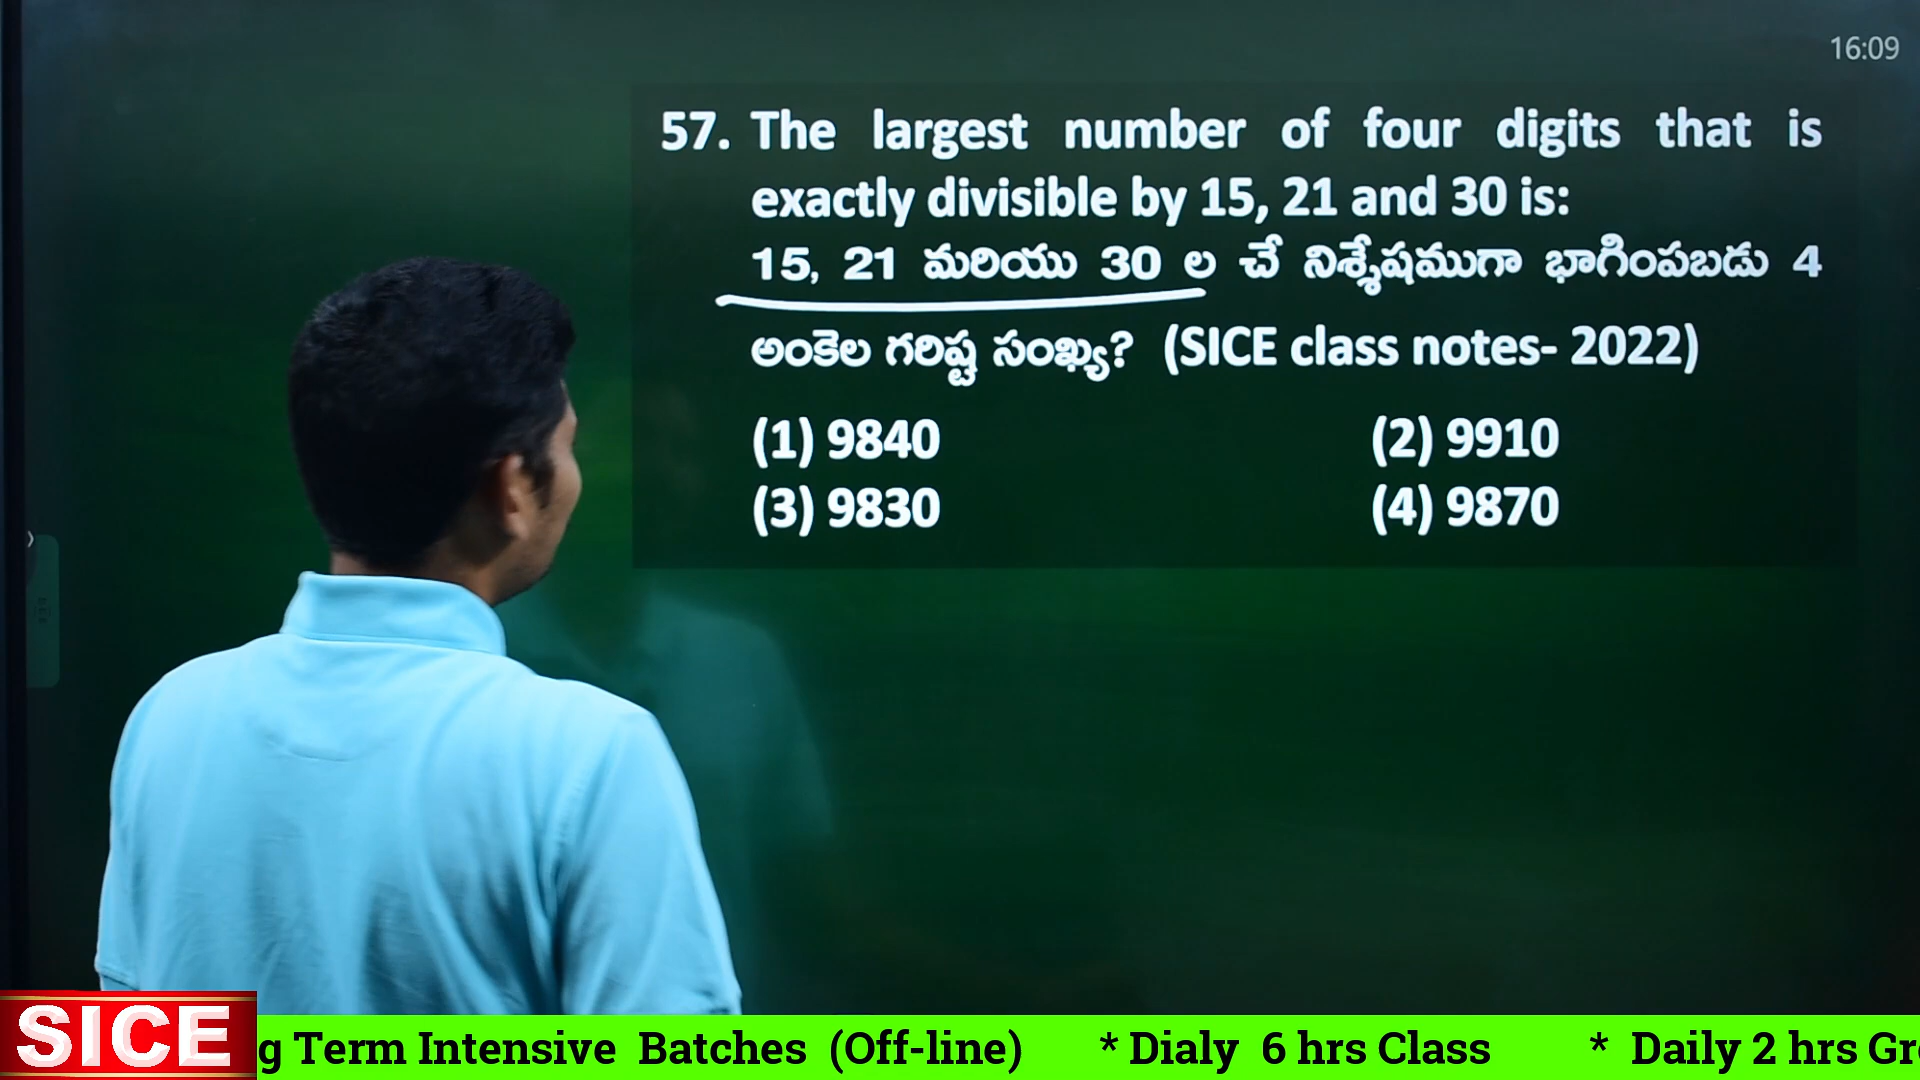 16:09
57. The largest number of four digits that is
exactly divisible by 15, 21 and 30 is:
15, 21 మరియు 30 ల చే నిశ్శేషముగా భాగింపబడు 4
అంకెల గరిష్ట సంఖ్య? (SICE class notes- 2022)
(1) 9840 (2) 9910
(3) 9830 (4) 9870
SICE
g Term Intensive Batches (Off-line) * Dialy 6 hrs Class * Daily 2 hrs Gr